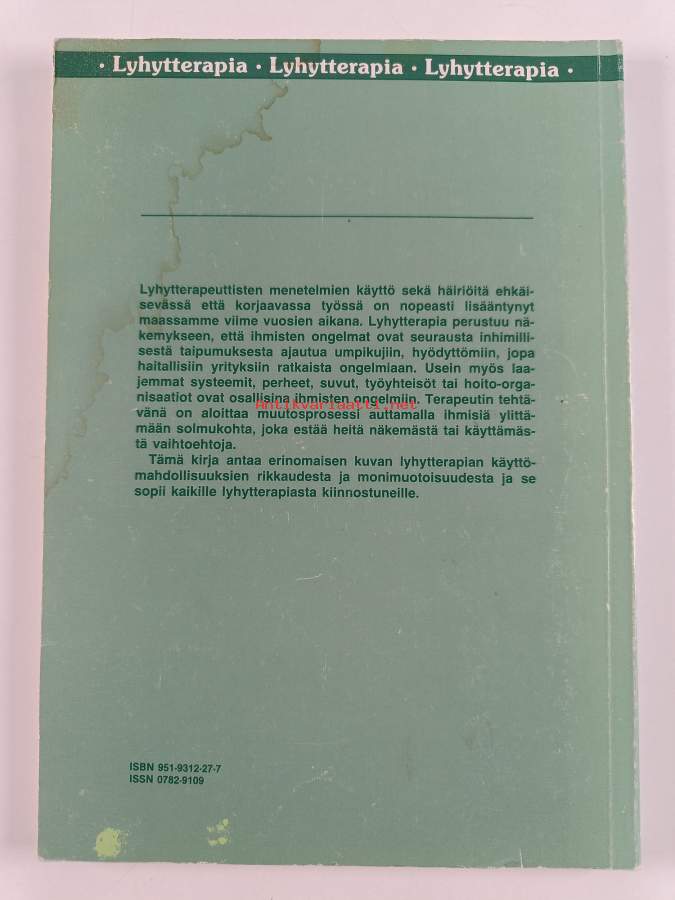 · Lyhytterapia · Lyhytterapia · Lyhytterapia ·
Lyhytterapeuttisten menetelmien käyttö sekä häiriöitä ehkäi-
sevässä että korjaavassa työssä on nopeasti lisääntynyt
maassamme viime vuosien aikana. Lyhytterapia perustuu nä-
kemykseen, että ihmisten ongelmat ovat seurausta inhimilli-
sestä taipumuksesta ajautua umpikujiin, hyödyttömiin, jopa
haitallisiin yrityksiin ratkaista ongelmiaan. Usein myös laa-
jemmat systeemit, perheet, suvut, työyhteisöt tai hoito-orga-
nisaatiot ovat osallisina ihmisten ongelmiin. Terapeutin tehtä-
Antikvariaatti.net
vänä on aloittaa muutosprosessi auttamalla ihmisiä ylittä-
mään solmukohta, joka estää heitä näkemästä tai käyttämäs-
tä vaihtoehtoja.
Tämä kirja antaa erinomaisen kuvan lyhytterapian käyttö-
mahdollisuuksien rikkaudesta ja monimuotoisuudesta ja se
sopii kaikille lyhytterapiasta kiinnostuneille.
ISBN 951-9312-27-7
ISSN 0782-9109